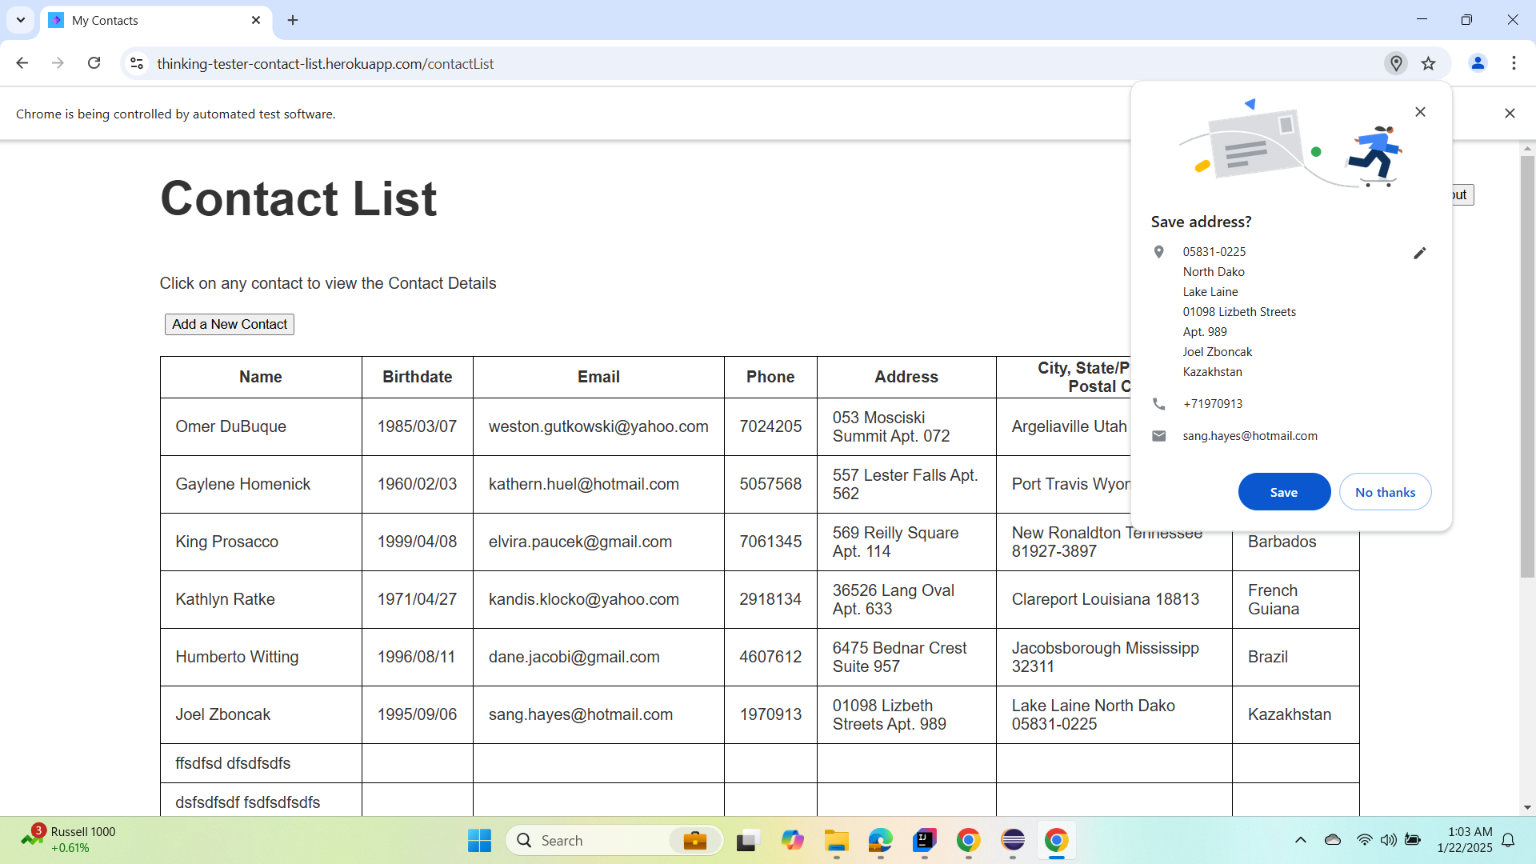 My Contacts
thinking-tester-contact-list.herokuapp.com/contactList
Chrome is being controlled by automated test software.
Contact List
out
Click on any contact to view the Contact Details
Add a New Contact
Save address?
05831-0225
North Dako
Lake Laine
01098 Lizbeth Streets
Apt. 989
Joel Zboncak
Kazakhstan
+71970913
sang.hayes@hotmail.com
Save
No thanks
Name Birthdate Email Phone Address City, State/P
Postal C
Omer DuBuque 1985/03/07 weston.gutkowski@yahoo.com 7024205 053 Mosciski
Summit Apt. 072 Argeliaville Utah
Gaylene Homenick 1960/02/03 kathern.huel@hotmail.com 5057568 557 Lester Falls Apt.
562 Port Travis Wyor
King Prosacco 1999/04/08 elvira.paucek@gmail.com 7061345 569 Reilly Square
Apt. 114 New Ronaldton Tennessee
81927-3897 Barbados
Kathlyn Ratke 1971/04/27 kandis.klocko@yahoo.com 2918134 36526 Lang Oval
Apt. 633 Clareport Louisiana 18813 French
Guiana
Humberto Witting 1996/08/11 dane.jacobi@gmail.com 4607612 6475 Bednar Crest
Suite 957 Jacobsborough Mississippi
32311 Brazil
Joel Zboncak 1995/09/06 sang.hayes@hotmail.com 1970913 01098 Lizbeth
Streets Apt. 989 Lake Laine North Dako
05831-0225 Kazakhstan
ffsdfsd dfsdfsdfs
dsfsdfsdf fsdfsdfsdfs
3
Russell 1000
+0.61%
Search
1:03 AM
1/22/2025